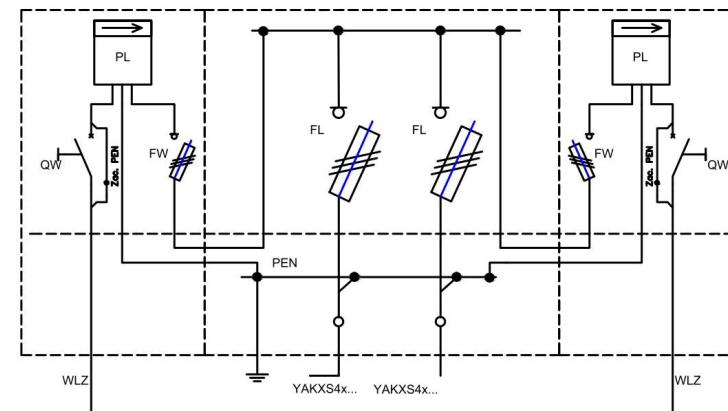 PL
PL
FL
FL
QW
Zac. PEN
FW
FW
Zac. PEN
QW
PEN
WLZ
YAKXS4x...
YAKXS4x...
WLZ